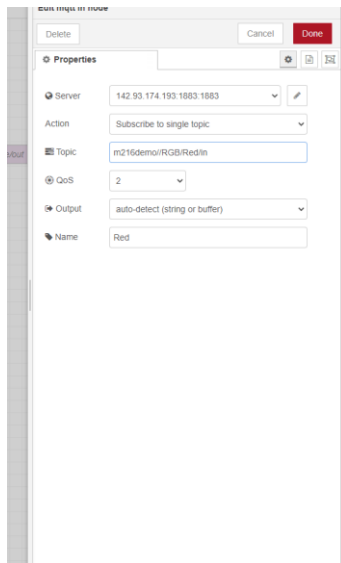 Edit mqtt in node
Delete
Cancel
Done
Properties
Server
142.93.174.193:1883:1883
Action
Subscribe to single topic
Topic
m216demo//RGB/Red/in
QoS
2
Output
auto-detect (string or buffer)
Name
Red